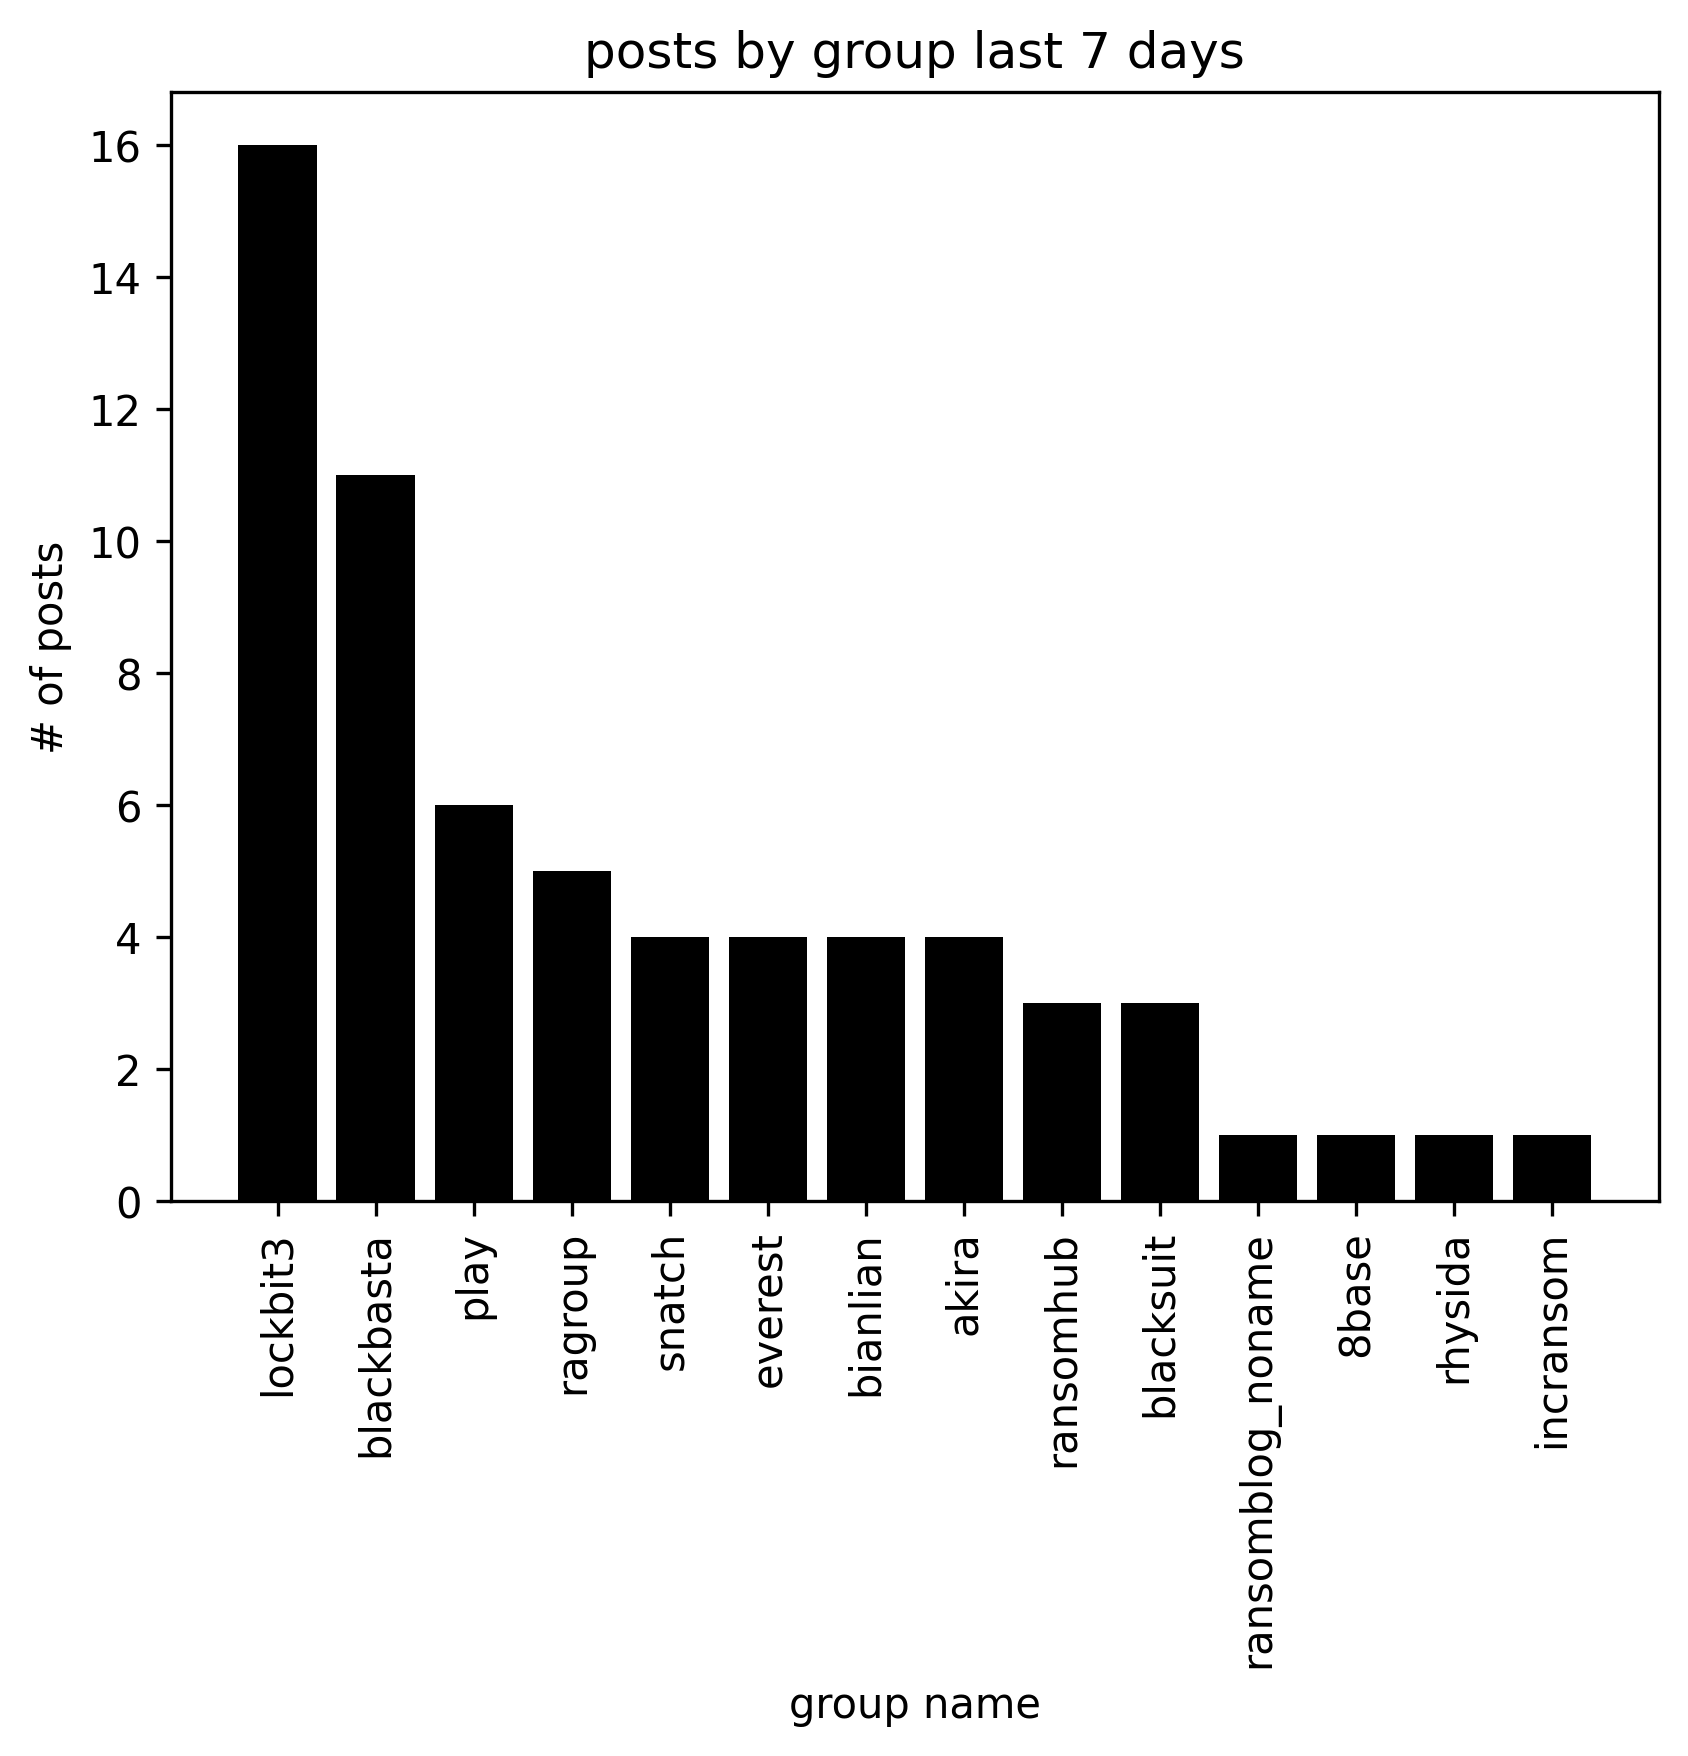 posts by group last 7 days
16
14
12
10
8
6
4
2
0
# of posts
lockbit3
blackbasta
play
ragroup
snatch
everest
bianlian
akira
ransomhub
blacksuit
ransomblog_noname
8base
rhysida
incransom
group name